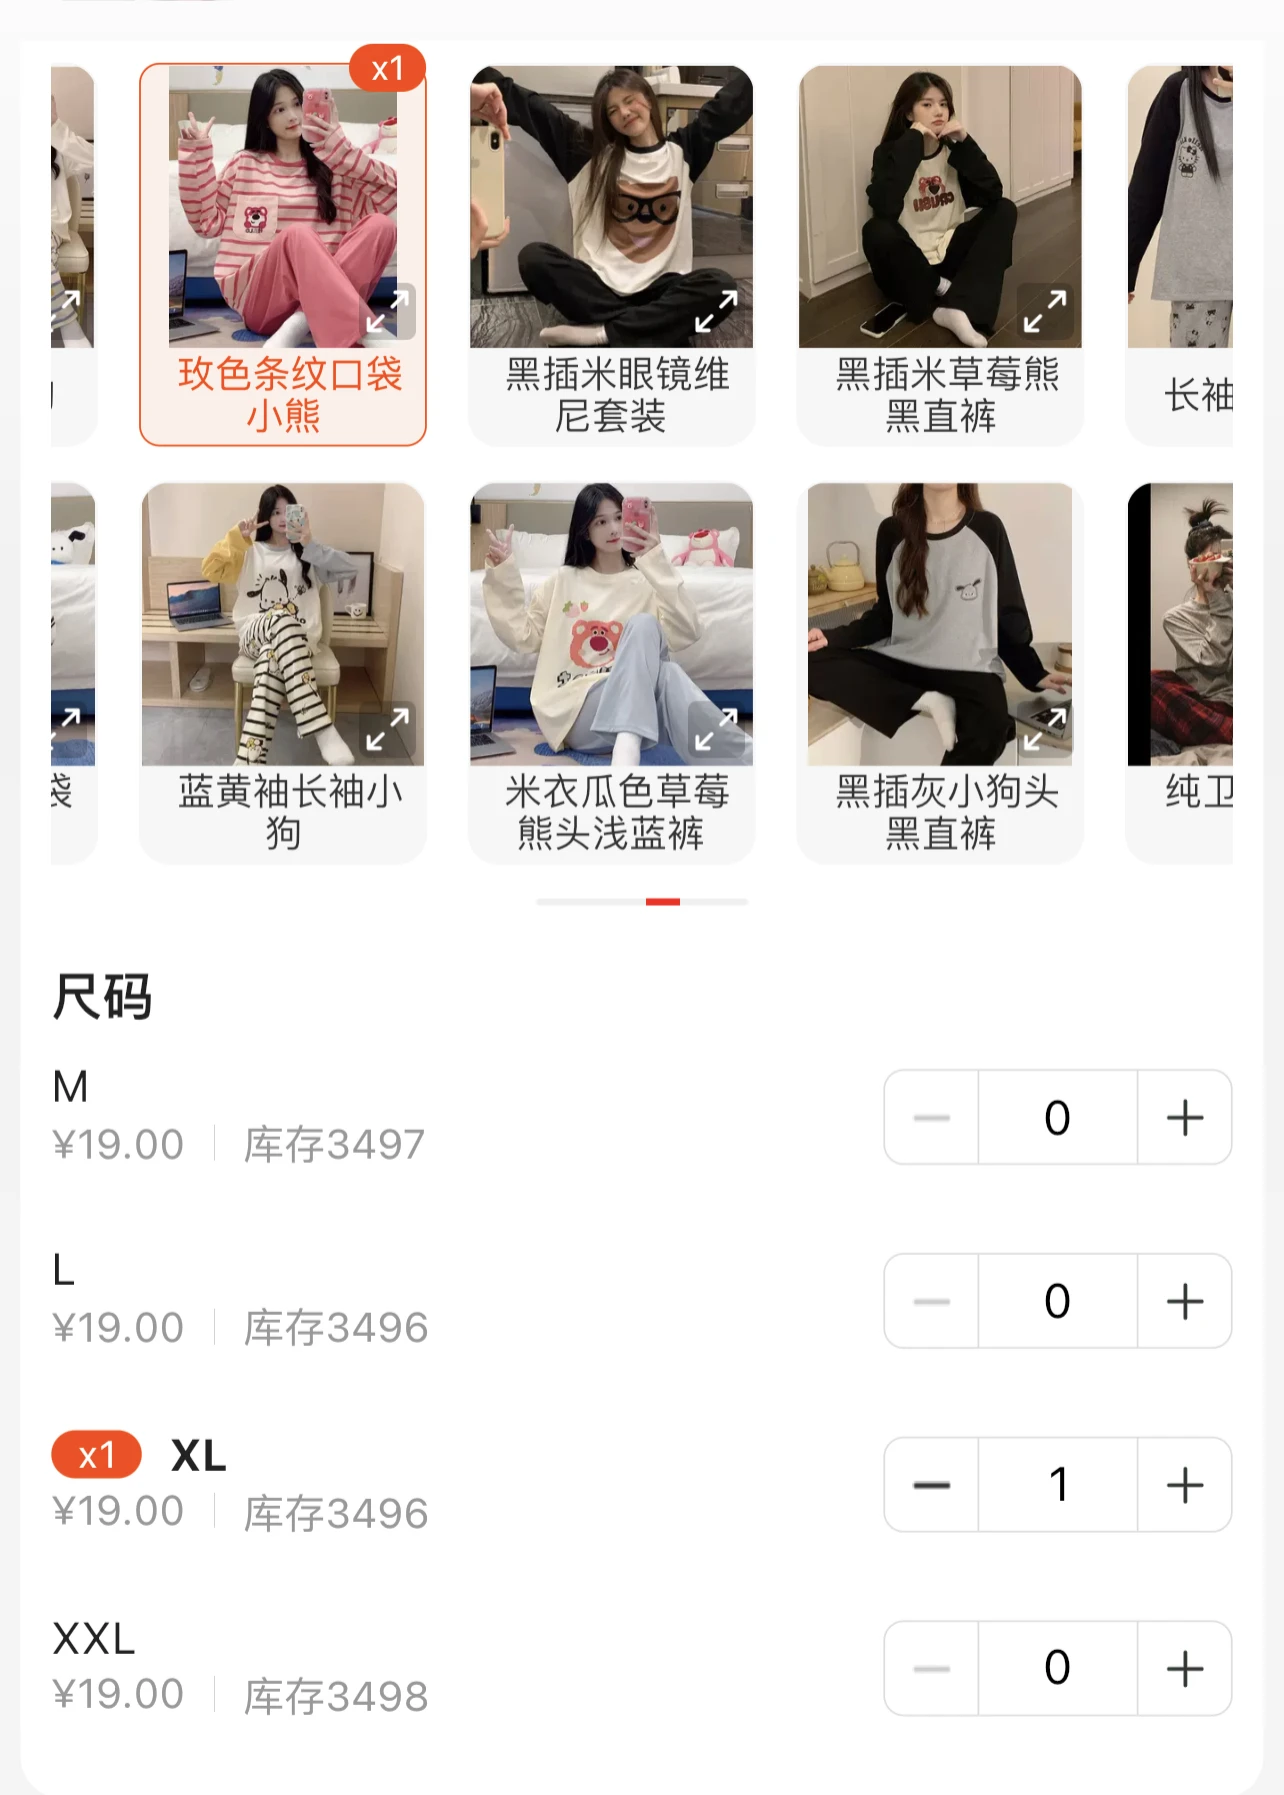 x1
玫色条纹口袋
小熊
黑插米眼镜维
尼套装
黑插米草莓熊
黑直裤
长袖
袋
蓝黄袖长袖小
狗
米衣瓜色草莓
熊头浅蓝裤
黑插灰小狗头
黑直裤
纯卫
尺码
M
¥19.00
库存3497
0
L
¥19.00
库存3496
0
x1 XL
¥19.00
库存3496
1
XXL
¥19.00
库存3498
0